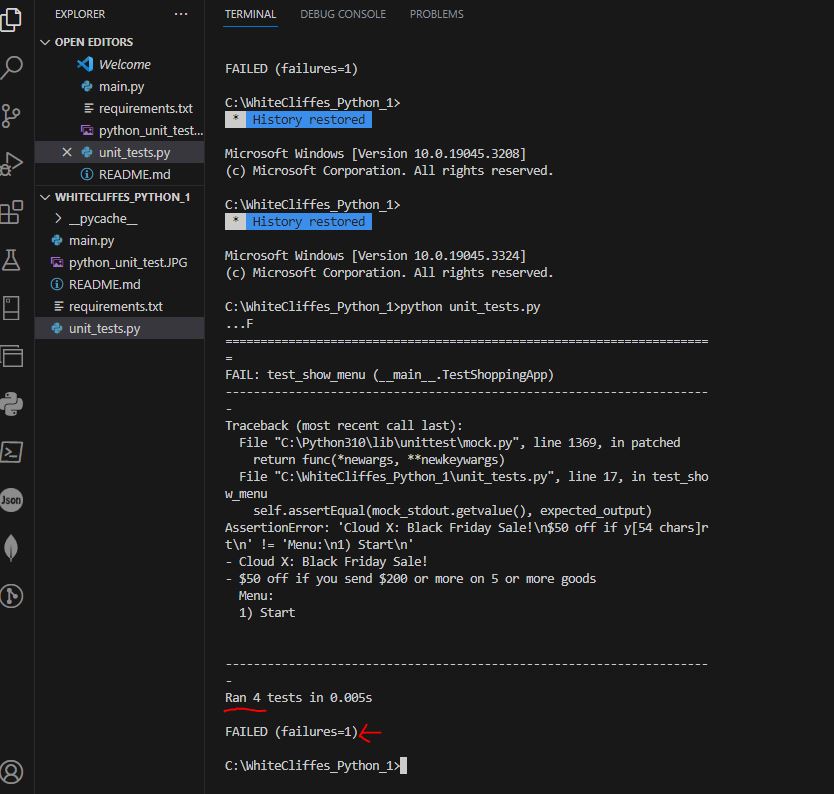 EXPLORER
···
OPEN EDITORS
Welcome
main.py
requirements.txt
python_unit_test...
unit_tests.py
README.md
WHITECLIFFES_PYTHON_1
__pycache__
main.py
python_unit_test.JPG
README.md
requirements.txt
unit_tests.py
Json
TERMINAL DEBUG CONSOLE PROBLEMS
FAILED (failures=1)
C:\WhiteCliffes_Python_1>
* History restored
Microsoft Windows [Version 10.0.19045.3208]
(c) Microsoft Corporation. All rights reserved.
C:\WhiteCliffes_Python_1>
* History restored
Microsoft Windows [Version 10.0.19045.3324]
(c) Microsoft Corporation. All rights reserved.
C:\WhiteCliffes_Python_1>python unit_tests.py
...F
=====================================================================
=
FAIL: test_show_menu (__main__.TestShoppingApp)
---------------------------------------------------------------------
-
Traceback (most recent call last):
  File "C:\Python310\lib\unittest\mock.py", line 1369, in patched
    return func(*newargs, **newkeywargs)
  File "C:\WhiteCliffes_Python_1\unit_tests.py", line 17, in test_sho
w_menu
    self.assertEqual(mock_stdout.getvalue(), expected_output)
AssertionError: 'Cloud X: Black Friday Sale!\n$50 off if y[54 chars]r
t\n' != 'Menu:\n1) Start\n'
- Cloud X: Black Friday Sale!
- $50 off if you send $200 or more on 5 or more goods
  Menu:
  1) Start
---------------------------------------------------------------------
-
Ran 4 tests in 0.005s
FAILED (failures=1)
C:\WhiteCliffes_Python_1>